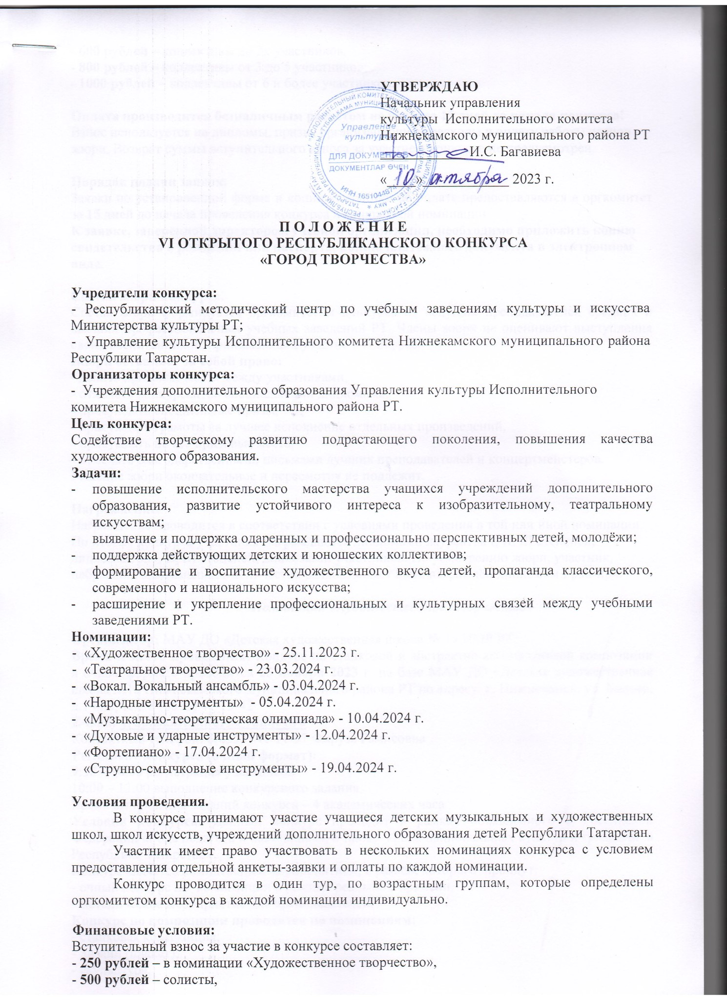 УТВЕРЖДАЮ
Начальник управления
культуры Исполнительного комитета
Нижнекамского муниципального района РТ
И.С. Багавиева
«10» октября 2023 г.
Управление
культуры
ДЛЯ ДОКУМЕНТОВ
ДОКУМЕНТЛАР ӨЧЕН
ИНН 1651044874
П О Л О Ж Е Н И Е
VI ОТКРЫТОГО РЕСПУБЛИКАНСКОГО КОНКУРСА
«ГОРОД ТВОРЧЕСТВА»
Учредители конкурса:
- Республиканский методический центр по учебным заведениям культуры и искусства
Министерства культуры РТ;
- Управление культуры Исполнительного комитета Нижнекамского муниципального района
Республики Татарстан.
Организаторы конкурса:
- Учреждения дополнительного образования Управления культуры Исполнительного
комитета Нижнекамского муниципального района РТ.
Цель конкурса:
Содействие творческому развитию подрастающего поколения, повышения качества
художественного образования.
Задачи:
- повышение исполнительского мастерства учащихся учреждений дополнительного
образования, развитие устойчивого интереса к изобразительному, театральному
искусствам;
- выявление и поддержка одаренных и профессионально перспективных детей, молодёжи;
- поддержка действующих детских и юношеских коллективов;
- формирование и воспитание художественного вкуса детей, пропаганда классического,
современного и национального искусства;
- расширение и укрепление профессиональных и культурных связей между учебными
заведениями РТ.
Номинации:
- «Художественное творчество» - 25.11.2023 г.
- «Театральное творчество» - 23.03.2024 г.
- «Вокал. Вокальный ансамбль» - 03.04.2024 г.
- «Народные инструменты» - 05.04.2024 г.
- «Музыкально-теоретическая олимпиада» - 10.04.2024 г.
- «Духовые и ударные инструменты» - 12.04.2024 г.
- «Фортепиано» - 17.04.2024 г.
- «Струнно-смычковые инструменты» - 19.04.2024 г.
Условия проведения.
В конкурсе принимают участие учащиеся детских музыкальных и художественных
школ, школ искусств, учреждений дополнительного образования детей Республики Татарстан.
Участник имеет право участвовать в нескольких номинациях конкурса с условием
предоставления отдельной анкеты-заявки и оплаты по каждой номинации.
Конкурс проводится в один тур, по возрастным группам, которые определены
оргкомитетом конкурса в каждой номинации индивидуально.
Финансовые условия:
Вступительный взнос за участие в конкурсе составляет:
- 250 рублей – в номинации «Художественное творчество»,
- 500 рублей – солисты,